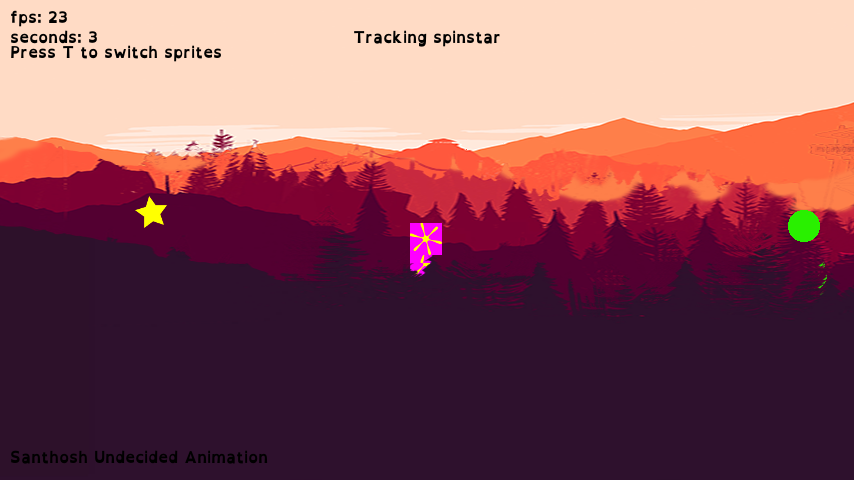 fps: 23
seconds: 3
Press T to switch sprites
Tracking spinstar
Santhosh Undecided Animation